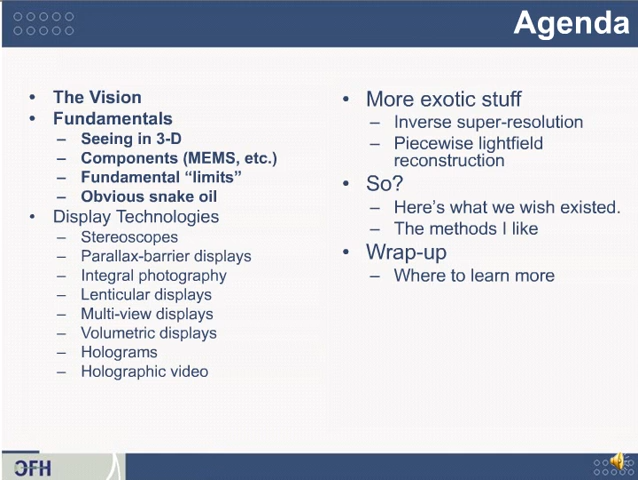 Agenda
• The Vision
• Fundamentals
– Seeing in 3-D
– Components (MEMS, etc.)
– Fundamental “limits”
– Obvious snake oil
• Display Technologies
– Stereoscopes
– Parallax-barrier displays
– Integral photography
– Lenticular displays
– Multi-view displays
– Volumetric displays
– Holograms
– Holographic video
• More exotic stuff
– Inverse super-resolution
– Piecewise lightfield
reconstruction
• So?
– Here’s what we wish existed.
– The methods I like
• Wrap-up
– Where to learn more
OFH